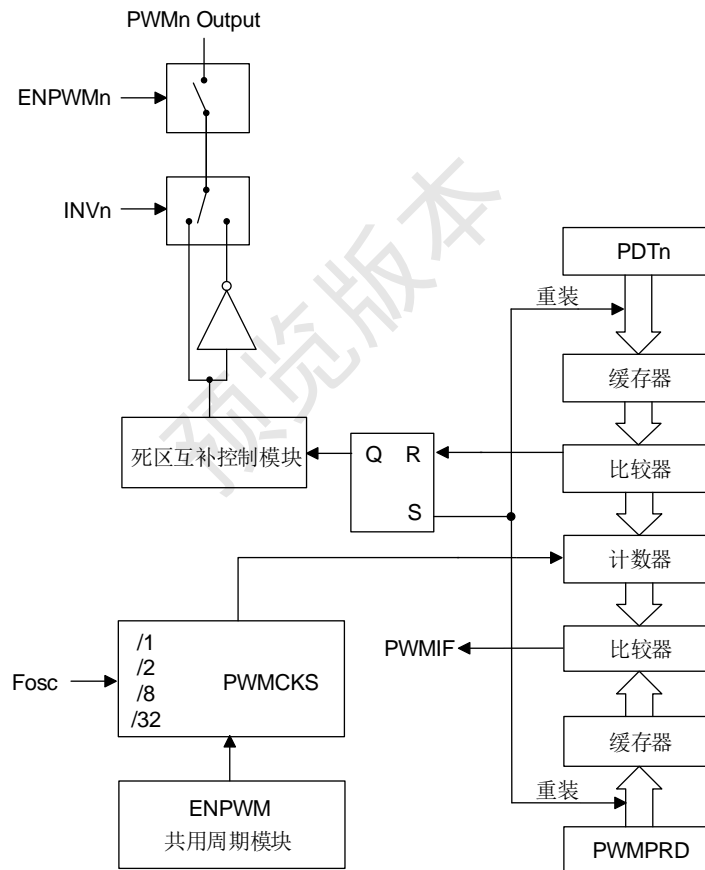 PWMn Output
ENPWMn
INVn
预览版本
PDTn
重装
缓存器
死区互补控制模块
Q R
S
比较器
计数器
/1
/2
/8
/32
PWMCKS
Fosc
PWMIF
比较器
缓存器
ENPWM
共用周期模块
重装
PWMPRD